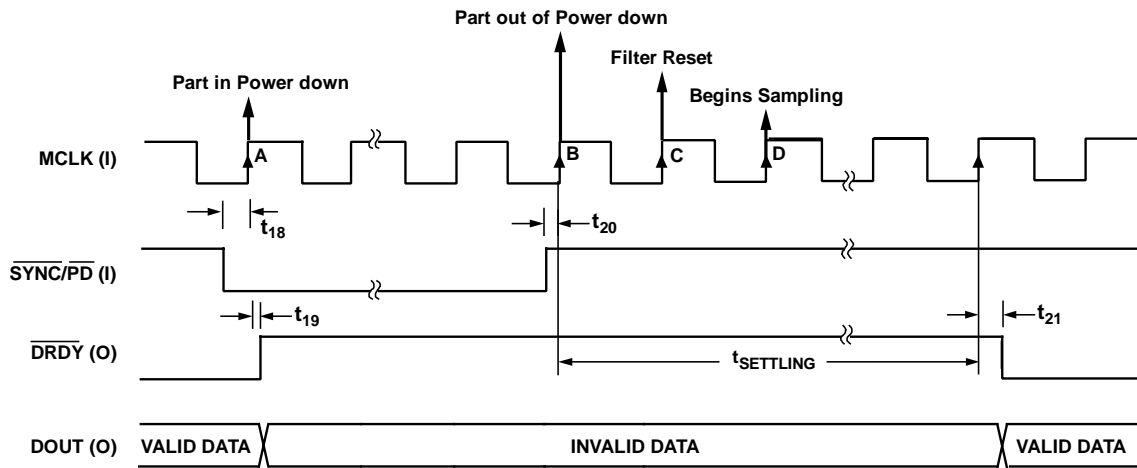 Part out of Power down
Filter Reset
Part in Power down
Begins Sampling
MCLK (I)
A
B
C
D
t18
t20
SYNC/PD (I)
t19
t21
DRDY (O)
tSETTLING
DOUT (O)
VALID DATA
INVALID DATA
VALID DATA